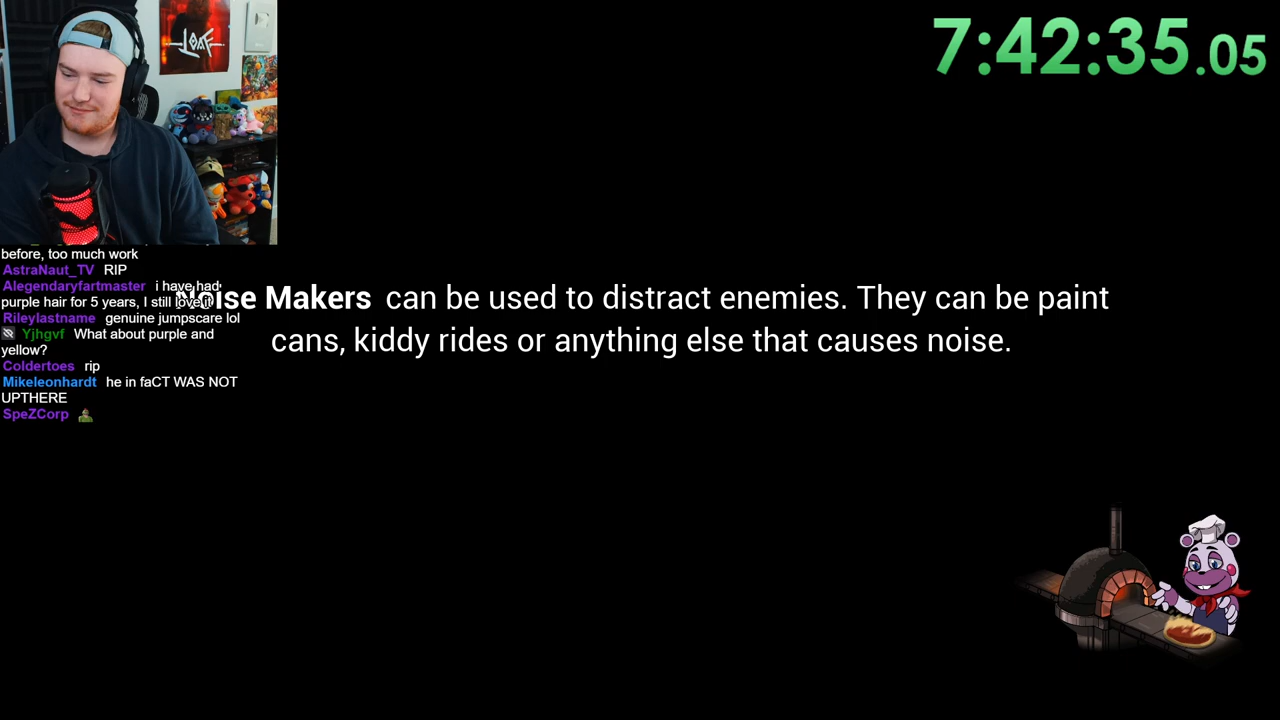 LOAF
7:42:35.05
before, too much work
AstraNaut_TV RIP
Alegendaryfartmaster i have had
purple hair for 5 years, I still love it
Rileylastname genuine jumpscare lol
Yjhgvf What about purple and
yellow?
Coldertoes rip
Mikeleonhardt he in faCT WAS NOT
UPTHERE
SpeZCorp
Noise Makers can be used to distract enemies. They can be paint
cans, kiddy rides or anything else that causes noise.